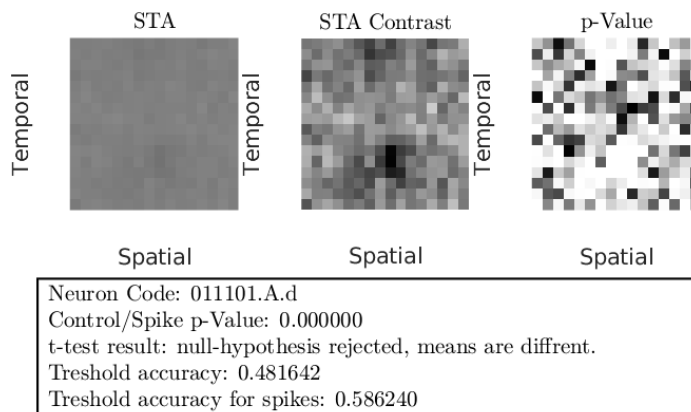 STA
STA Contrast
p-Value
Temporal
Temporal
Temporal
Spatial
Spatial
Spatial
Neuron Code: 011101.A.d
Control/Spike p-Value: 0.000000
t-test result: null-hypothesis rejected, means are diffrent.
Treshold accuracy: 0.481642
Treshold accuracy for spikes: 0.586240